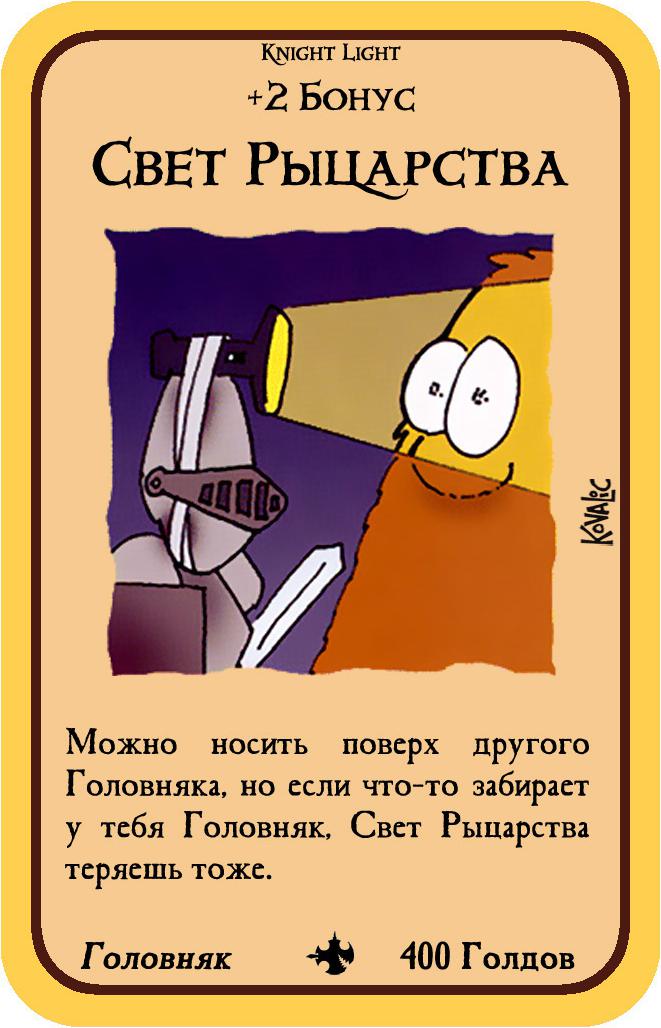 Knight Light
+2 Бонус
Свет Рыцарства
Kovalic
Можно носить поверх другого
Головняка, но если что-то забирает
у тебя Головняк, Свет Рыцарства
теряешь тоже.
Головняк 400 Голдов